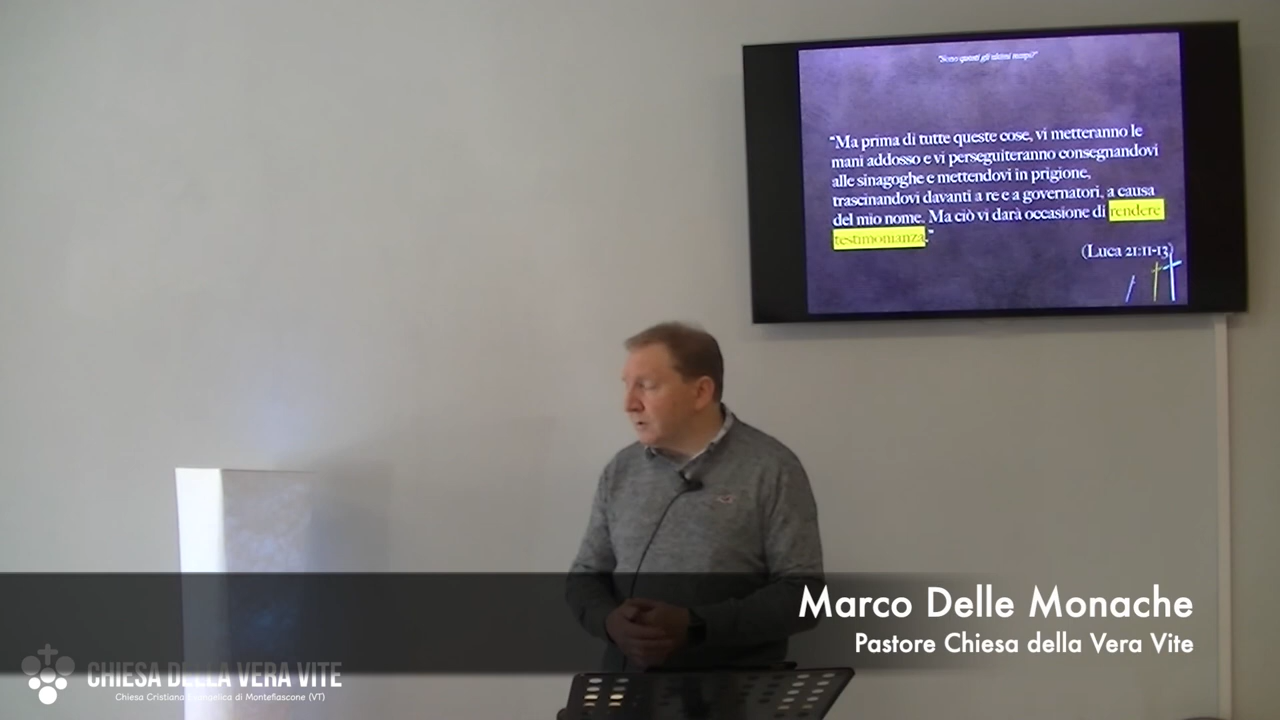 "Sono questi gli ultimi tempi?"
“Ma prima di tutte queste cose, vi metteranno le
mani addosso e vi perseguiteranno consegnandovi
alle sinagoghe e mettendovi in prigione,
trascinandovi davanti a re e a governatori, a causa
del mio nome. Ma ciò vi darà occasione di rendere
testimonianza.”
(Luca 21:11-13)
Marco Delle Monache
Pastore Chiesa della Vera Vite
CHIESA DELLA VERA VITE
Chiesa Cristiana Evangelica di Montefiascone (VT)